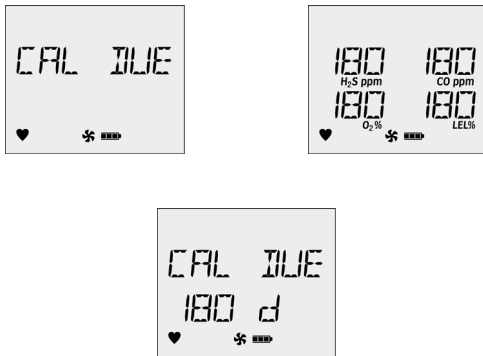 CAL DUE
180 180
H₂S ppm CO ppm
180 180
O₂% LEL%
CAL DUE
180 d